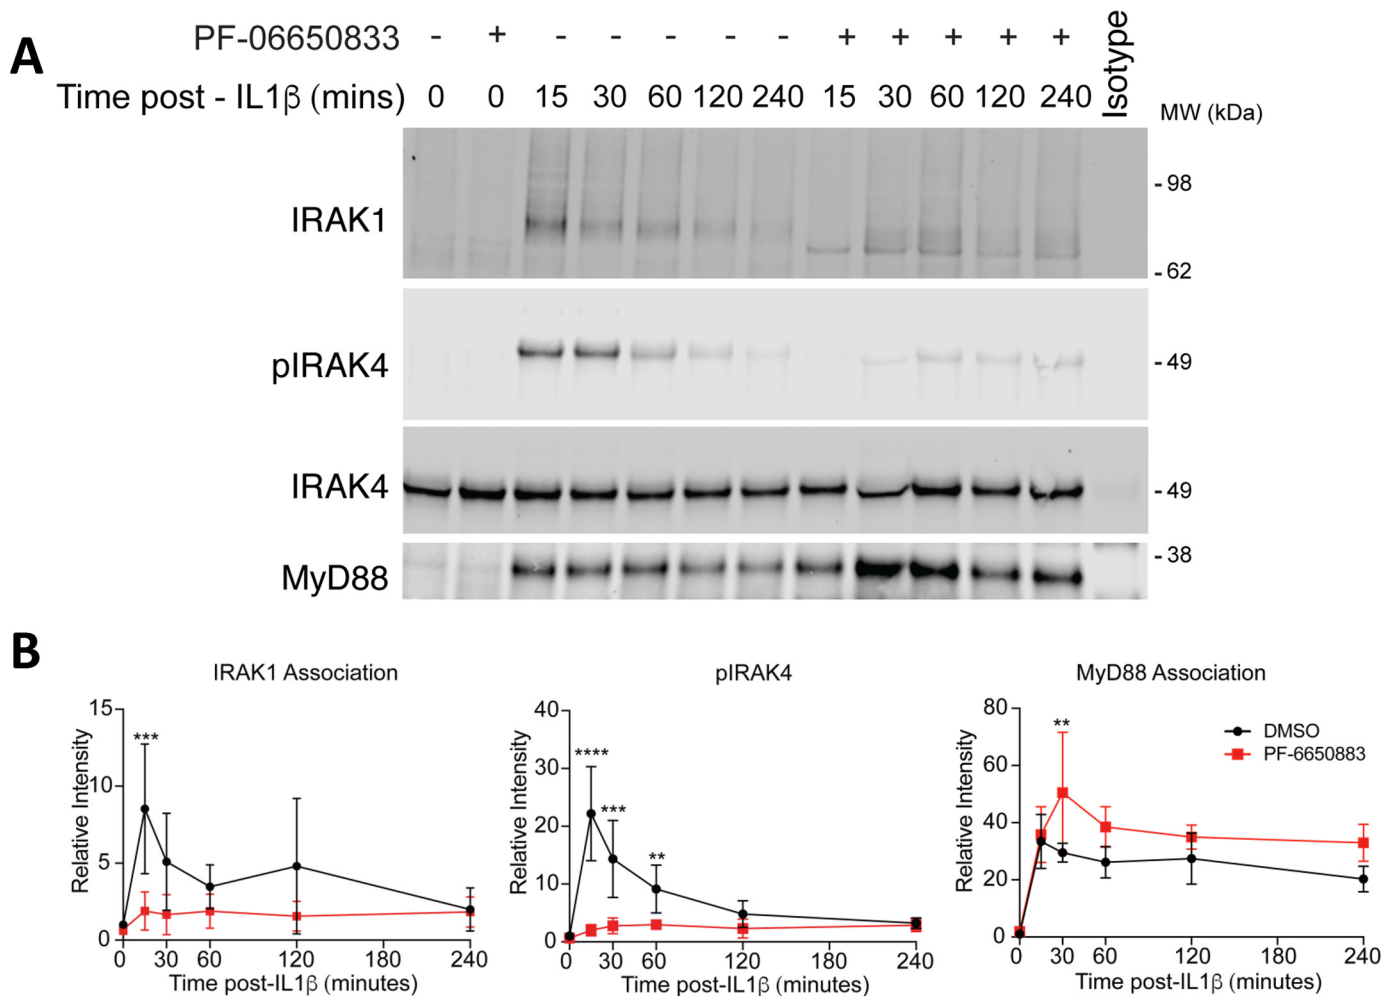 A
PF-06650833 - + - - - - - + + + + +
Time post - IL1β (mins) 0 0 15 30 60 120 240 15 30 60 120 240 Isotype MW (kDa)
IRAK1
- 98
- 62
pIRAK4
- 49
IRAK4
- 49
MyD88
- 38
B
IRAK1 Association
Relative Intensity
15
10
5
0
***
0 30 60 120 180 240
Time post-IL1β (minutes)
pIRAK4
Relative Intensity
40
30
20
10
0
****
***
**
0 30 60 120 180 240
Time post-IL1β (minutes)
MyD88 Association
Relative Intensity
80
60
40
20
0
**
DMSO
PF-6650883
0 30 60 120 180 240
Time post-IL1β (minutes)